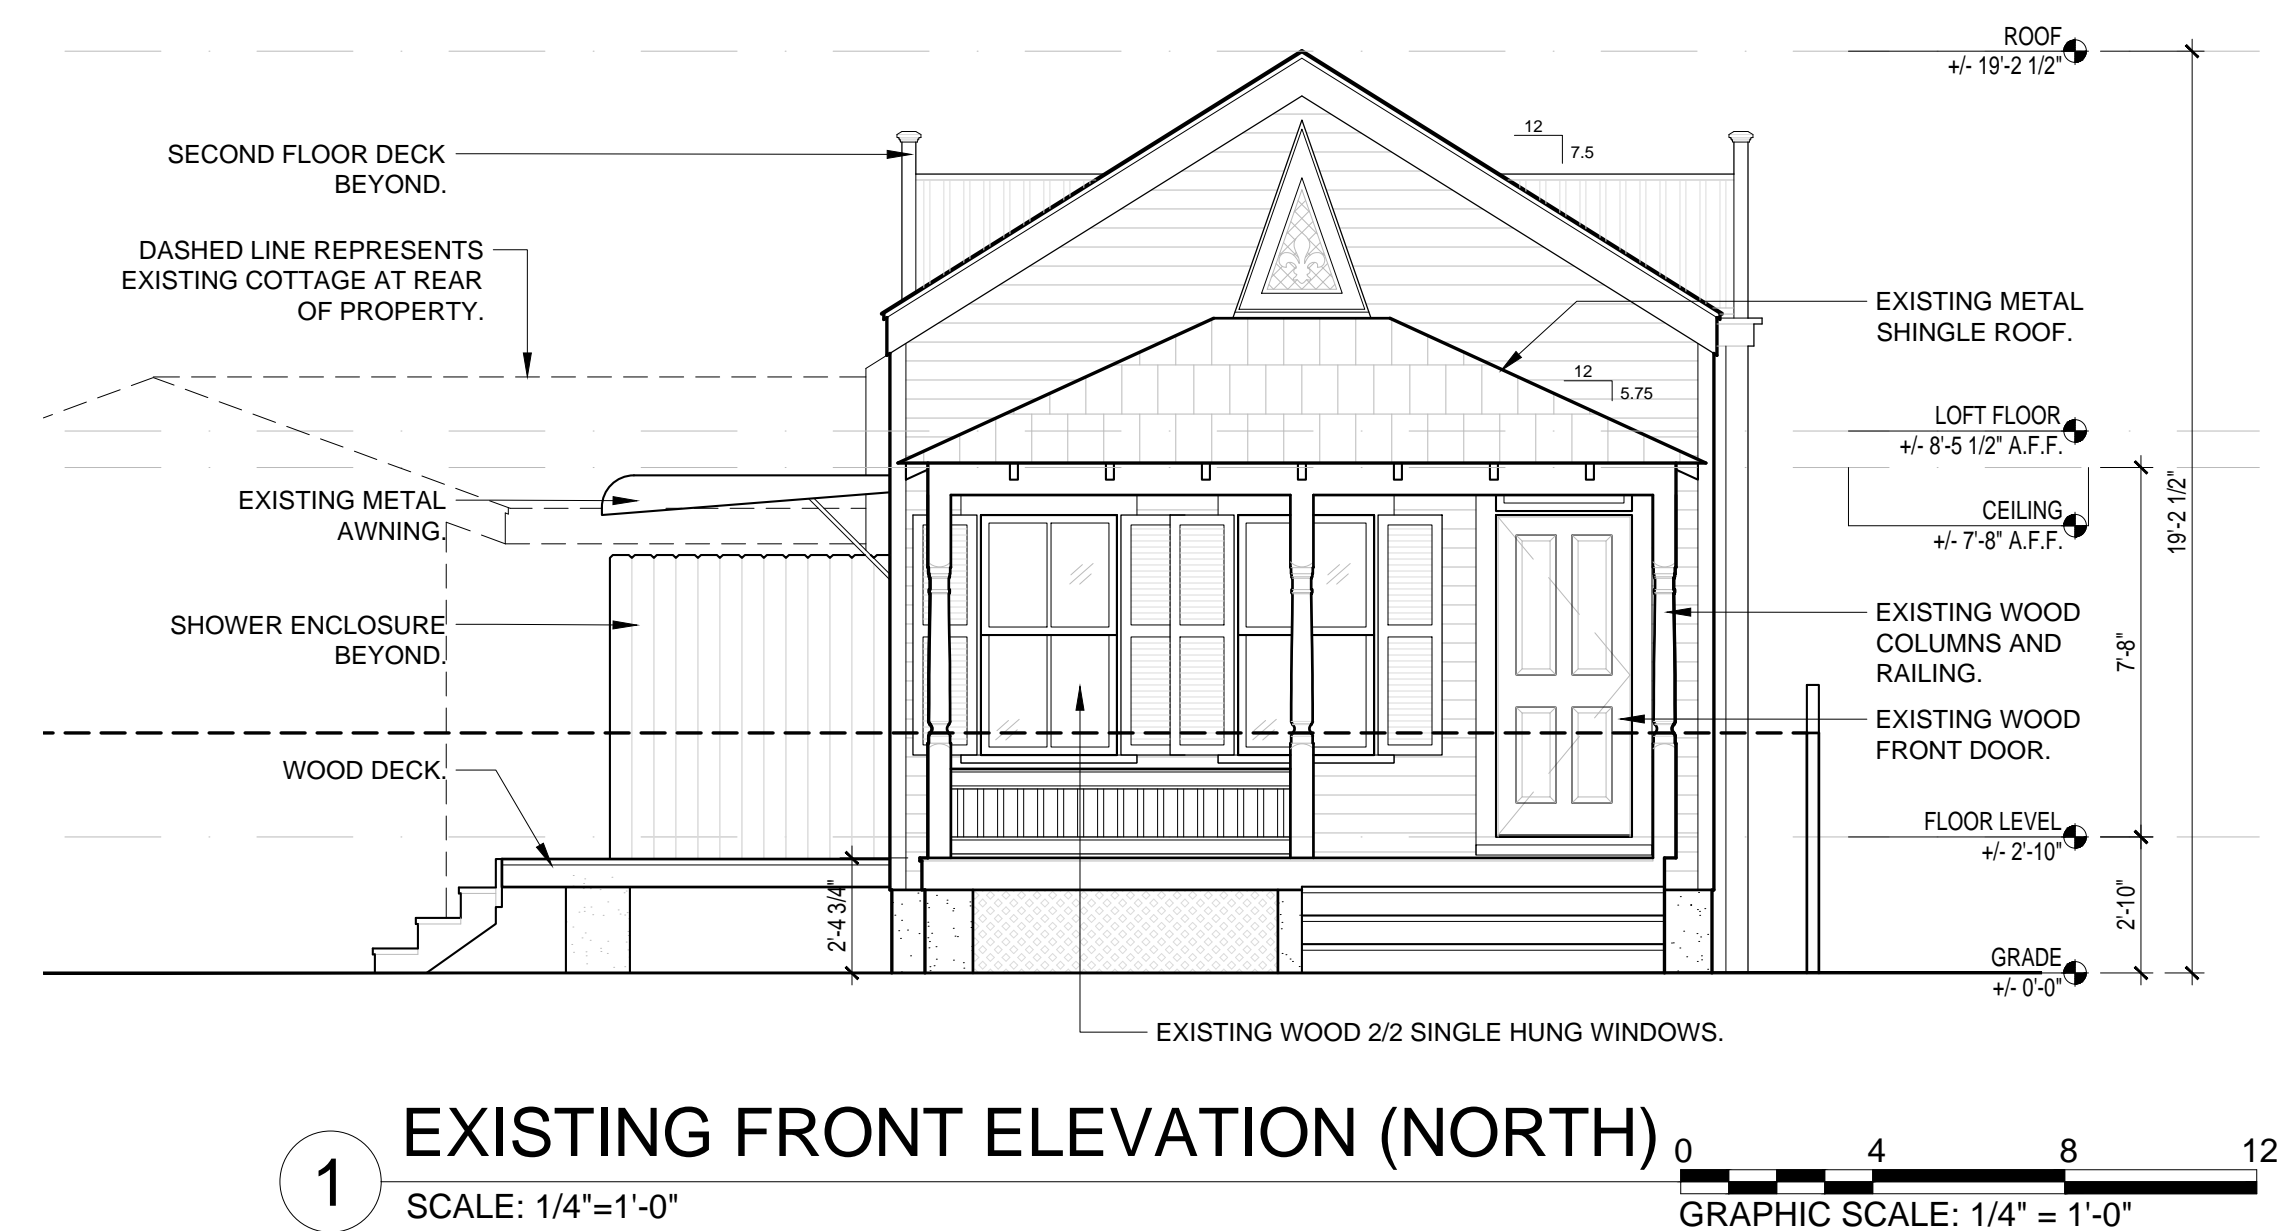 ROOF
+/- 19'-2 1/2"
12
7.5
SECOND FLOOR DECK
BEYOND.
DASHED LINE REPRESENTS
EXISTING COTTAGE AT REAR
OF PROPERTY.
EXISTING METAL
SHINGLE ROOF.
12
5.75
LOFT FLOOR
+/- 8'-5 1/2" A.F.F.
EXISTING METAL
AWNING.
CEILING
+/- 7'-8" A.F.F.
19'-2 1/2"
SHOWER ENCLOSURE
BEYOND.
EXISTING WOOD
COLUMNS AND
RAILING.
7'-8"
EXISTING WOOD
FRONT DOOR.
WOOD DECK.
FLOOR LEVEL
+/- 2'-10"
2'-4 3/4"
2'-10"
GRADE
+/- 0'-0"
EXISTING WOOD 2/2 SINGLE HUNG WINDOWS.
1
EXISTING FRONT ELEVATION (NORTH)
SCALE: 1/4"=1'-0"
0 4 8 12
GRAPHIC SCALE: 1/4" = 1'-0"